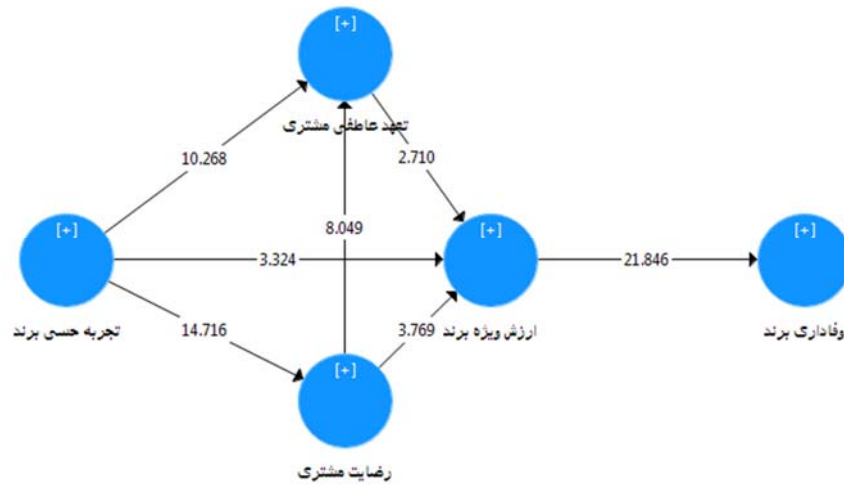 [+]
تعهد عاطفی مشتری
10.268
2.710
[+]
8.049
[+]
[+]
3.324
21.846
تجربه حسی برند
14.716
3.769
ارزش ویژه برند
وفاداری برند
[+]
رضایت مشتری